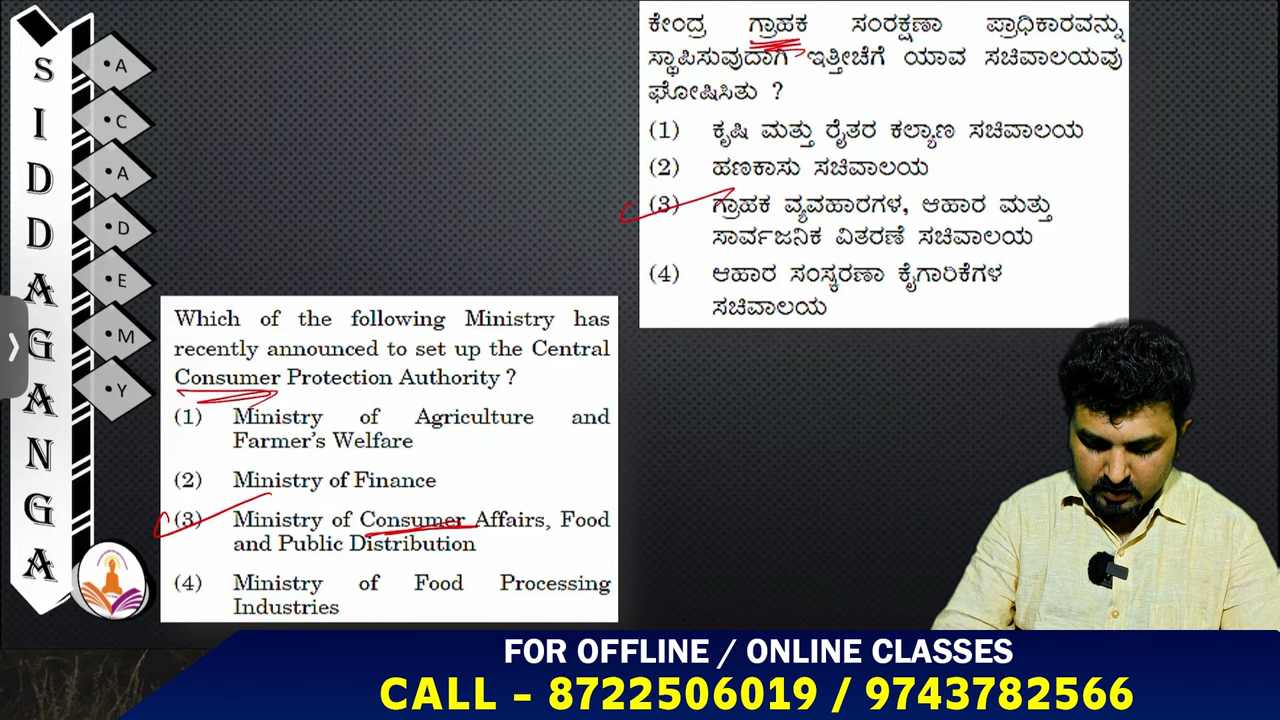 SIDDAGANGA
• A
• C
• A
• D
• E
• M
• Y
ಕೇಂದ್ರ ಗ್ರಾಹಕ ಸಂರಕ್ಷಣಾ ಪ್ರಾಧಿಕಾರವನ್ನು
ಸ್ಥಾಪಿಸುವುದಾಗಿ ಇತ್ತೀಚೆಗೆ ಯಾವ ಸಚಿವಾಲಯವು
ಘೋಷಿಸಿತು ?
(1) ಕೃಷಿ ಮತ್ತು ರೈತರ ಕಲ್ಯಾಣ ಸಚಿವಾಲಯ
(2) ಹಣಕಾಸು ಸಚಿವಾಲಯ
(3) ಗ್ರಾಹಕ ವ್ಯವಹಾರಗಳ, ಆಹಾರ ಮತ್ತು
ಸಾರ್ವಜನಿಕ ವಿತರಣೆ ಸಚಿವಾಲಯ
(4) ಆಹಾರ ಸಂಸ್ಕರಣಾ ಕೈಗಾರಿಕೆಗಳ
ಸಚಿವಾಲಯ
Which of the following Ministry has
recently announced to set up the Central
Consumer Protection Authority ?
(1) Ministry of Agriculture and
Farmer's Welfare
(2) Ministry of Finance
(3) Ministry of Consumer Affairs, Food
and Public Distribution
(4) Ministry of Food Processing
Industries
FOR OFFLINE / ONLINE CLASSES
CALL - 8722506019 / 9743782566